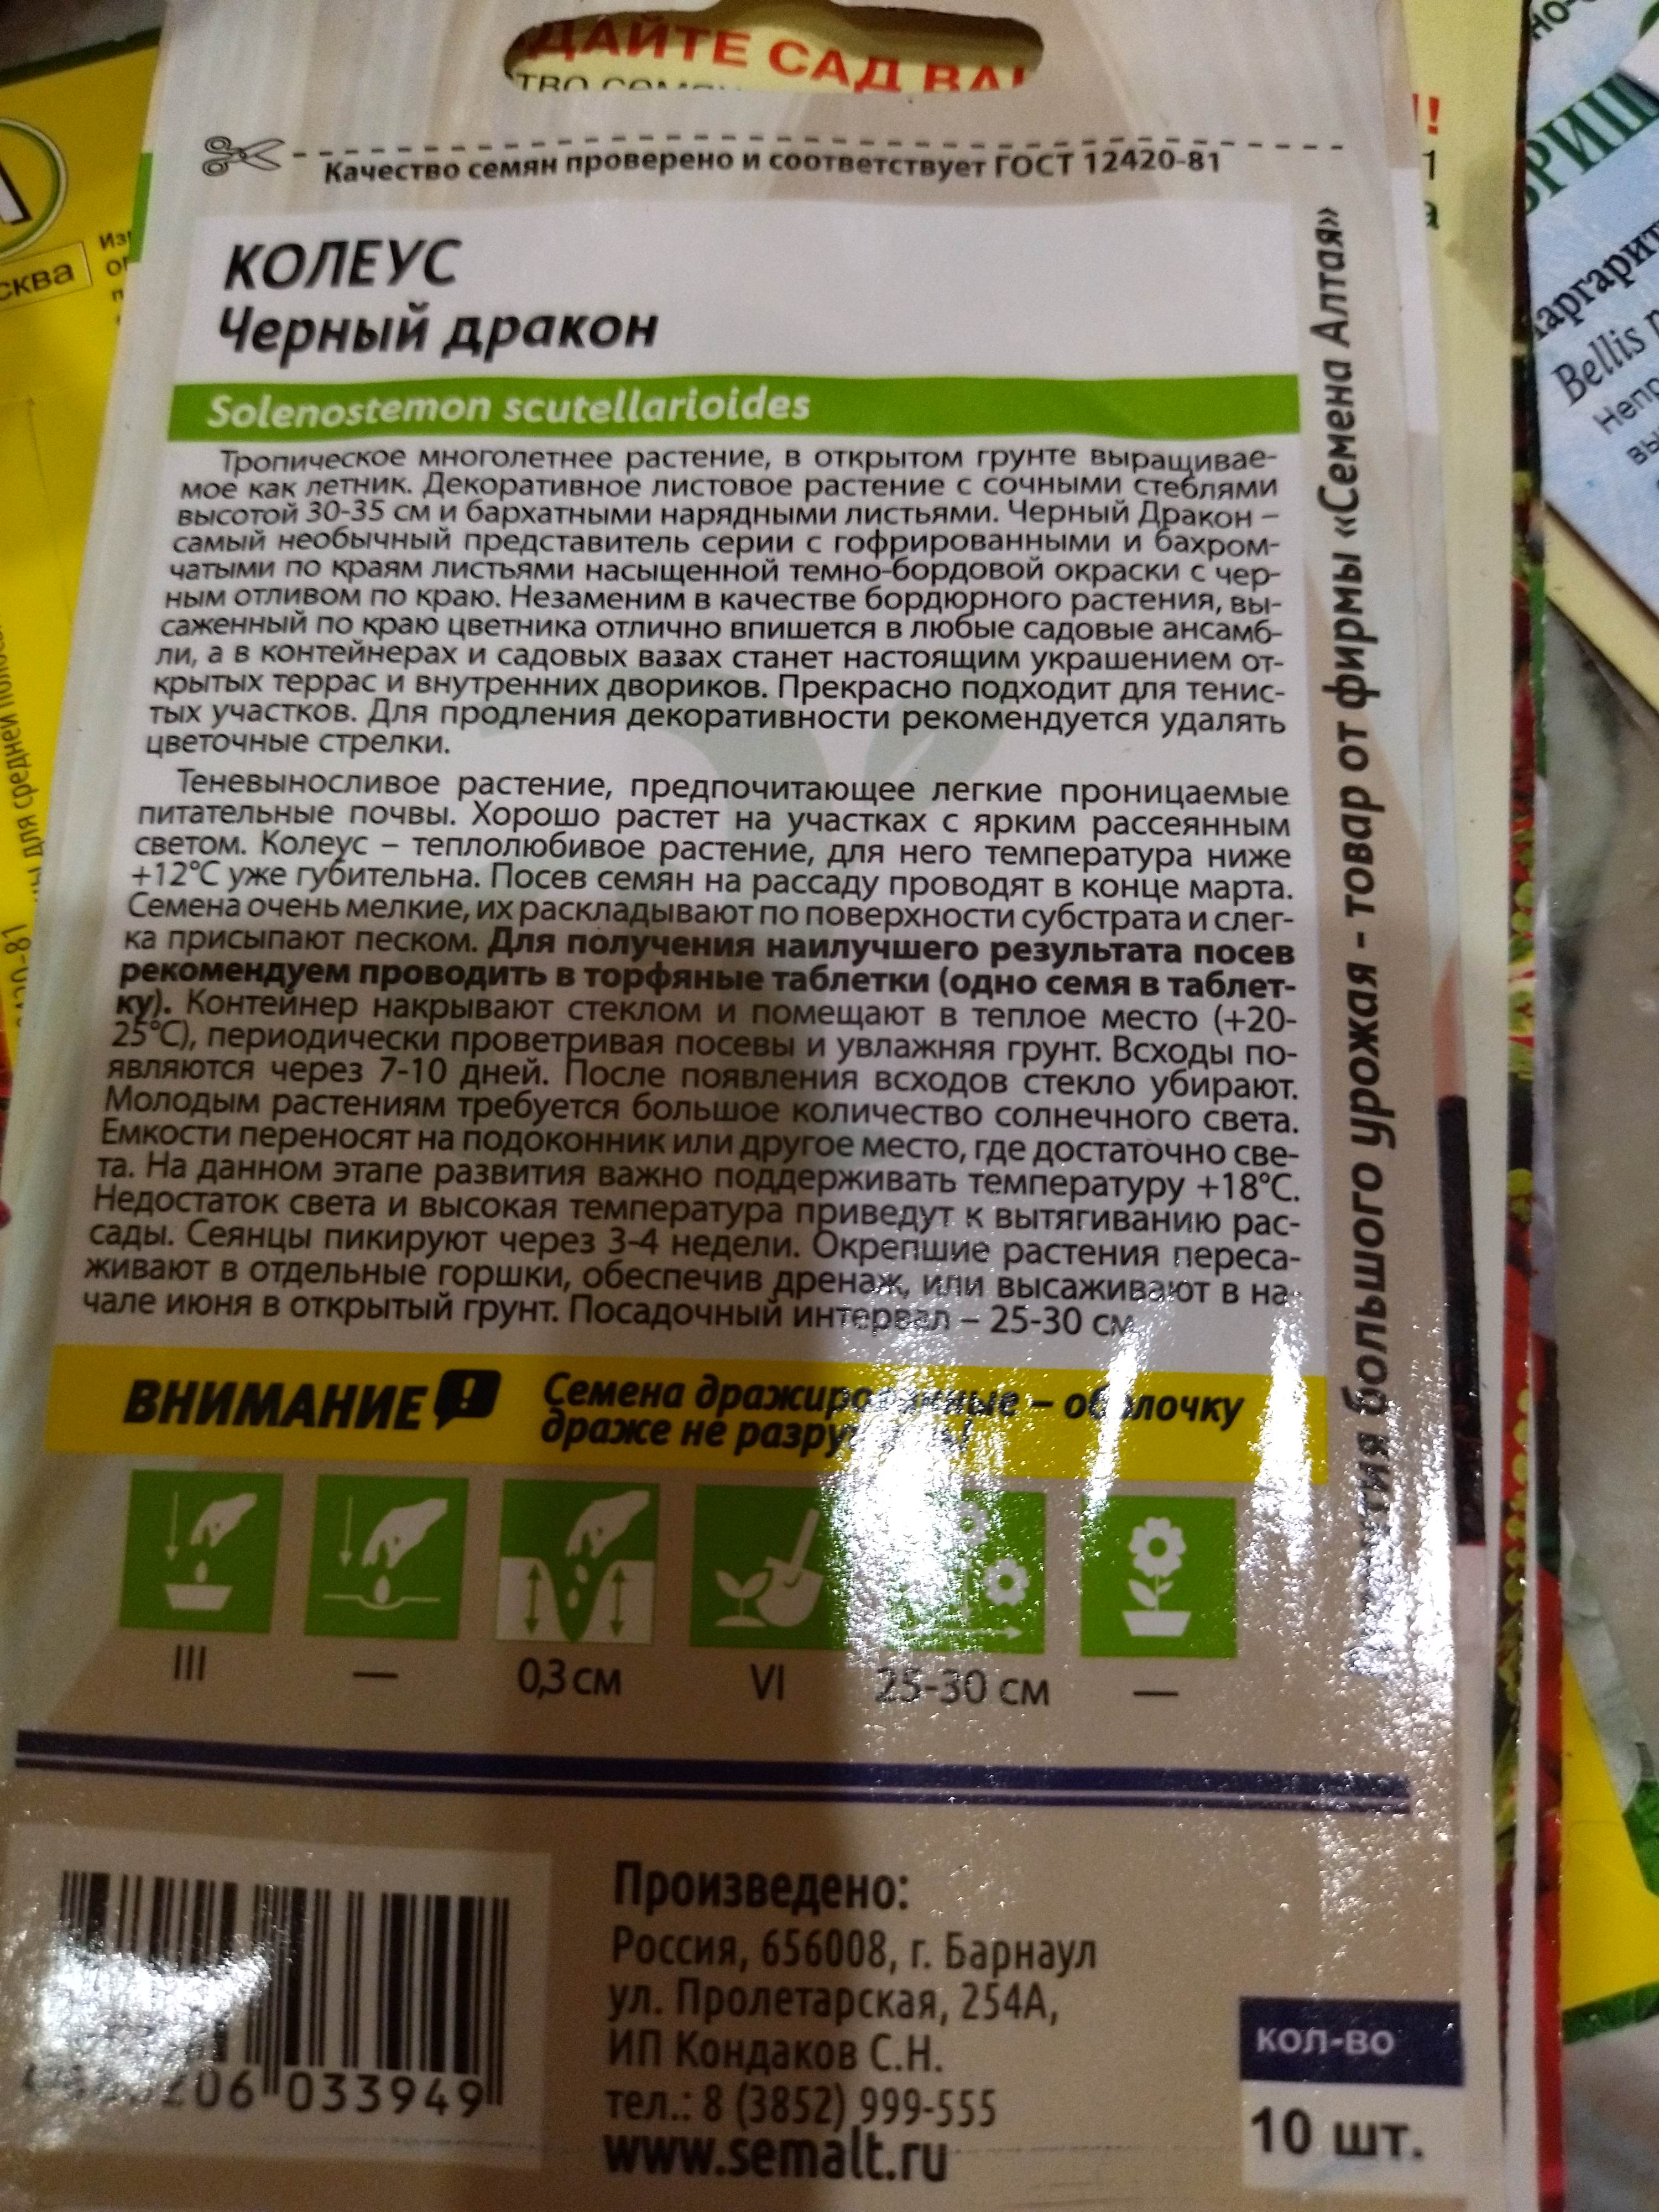 ДАЙТЕ САД
Качество семян проверено и соответствует ГОСТ 12420-81
КОЛЕУС
Черный дракон
Solenostemon scutellarioides
Тропическое многолетнее растение, в открытом грунте выращивае-
мое как летник. Декоративное листовое растение с сочными стеблями
высотой 30-35 см и бархатными нарядными листьями. Черный Дракон –
самый необычный представитель серии с гофрированными и бахром-
чатыми по краям листьями насыщенной темно-бордовой окраски с чер-
ным отливом по краю. Незаменим в качестве бордюрного растения, вы-
саженный по краю цветника отлично впишется в любые садовые ансамб-
ли, а в контейнерах и садовых вазах станет настоящим украшением от-
крытых террас и внутренних двориков. Прекрасно подходит для тенис-
тых участков. Для продления декоративности рекомендуется удалять
цветочные стрелки.
Теневыносливое растение, предпочитающее легкие проницаемые
питательные почвы. Хорошо растет на участках с ярким рассеянным
светом. Колеус – теплолюбивое растение, для него температура ниже
+12°С уже губительна. Посев семян на рассаду проводят в конце марта.
Семена очень мелкие, их раскладывают по поверхности субстрата и слег-
ка присыпают песком. Для получения наилучшего результата посев
рекомендуем проводить в торфяные таблетки (одно семя в таблет-
ку). Контейнер накрывают стеклом и помещают в теплое место (+20-
25°С), периодически проветривая посевы и увлажняя грунт. Всходы по-
являются через 7-10 дней. После появления всходов стекло убирают.
Молодым растениям требуется большое количество солнечного света.
Емкости переносят на подоконник или другое место, где достаточно све-
та. На данном этапе развития важно поддерживать температуру +18°С.
Недостаток света и высокая температура приведут к вытягиванию рас-
сады. Сеянцы пикируют через 3-4 недели. Окрепшие растения переса-
живают в отдельные горшки, обеспечив дренаж, или высаживают в на-
чале июня в открытый грунт. Посадочный интервал – 25-30 см
ВНИМАНИЕ !
Семена дражированные – оболочку
драже не
III — 0,3 см VI 25-30 см —
большого урожая - товар от фирмы «Семена Алтая»
033949
Произведено:
Россия, 656008, г. Барнаул
ул. Пролетарская, 254А,
ИП Кондаков С.Н.
тел.: 8 (3852) 999-555
www.semalt.ru
КОЛ-ВО
10 шт.
Bellis